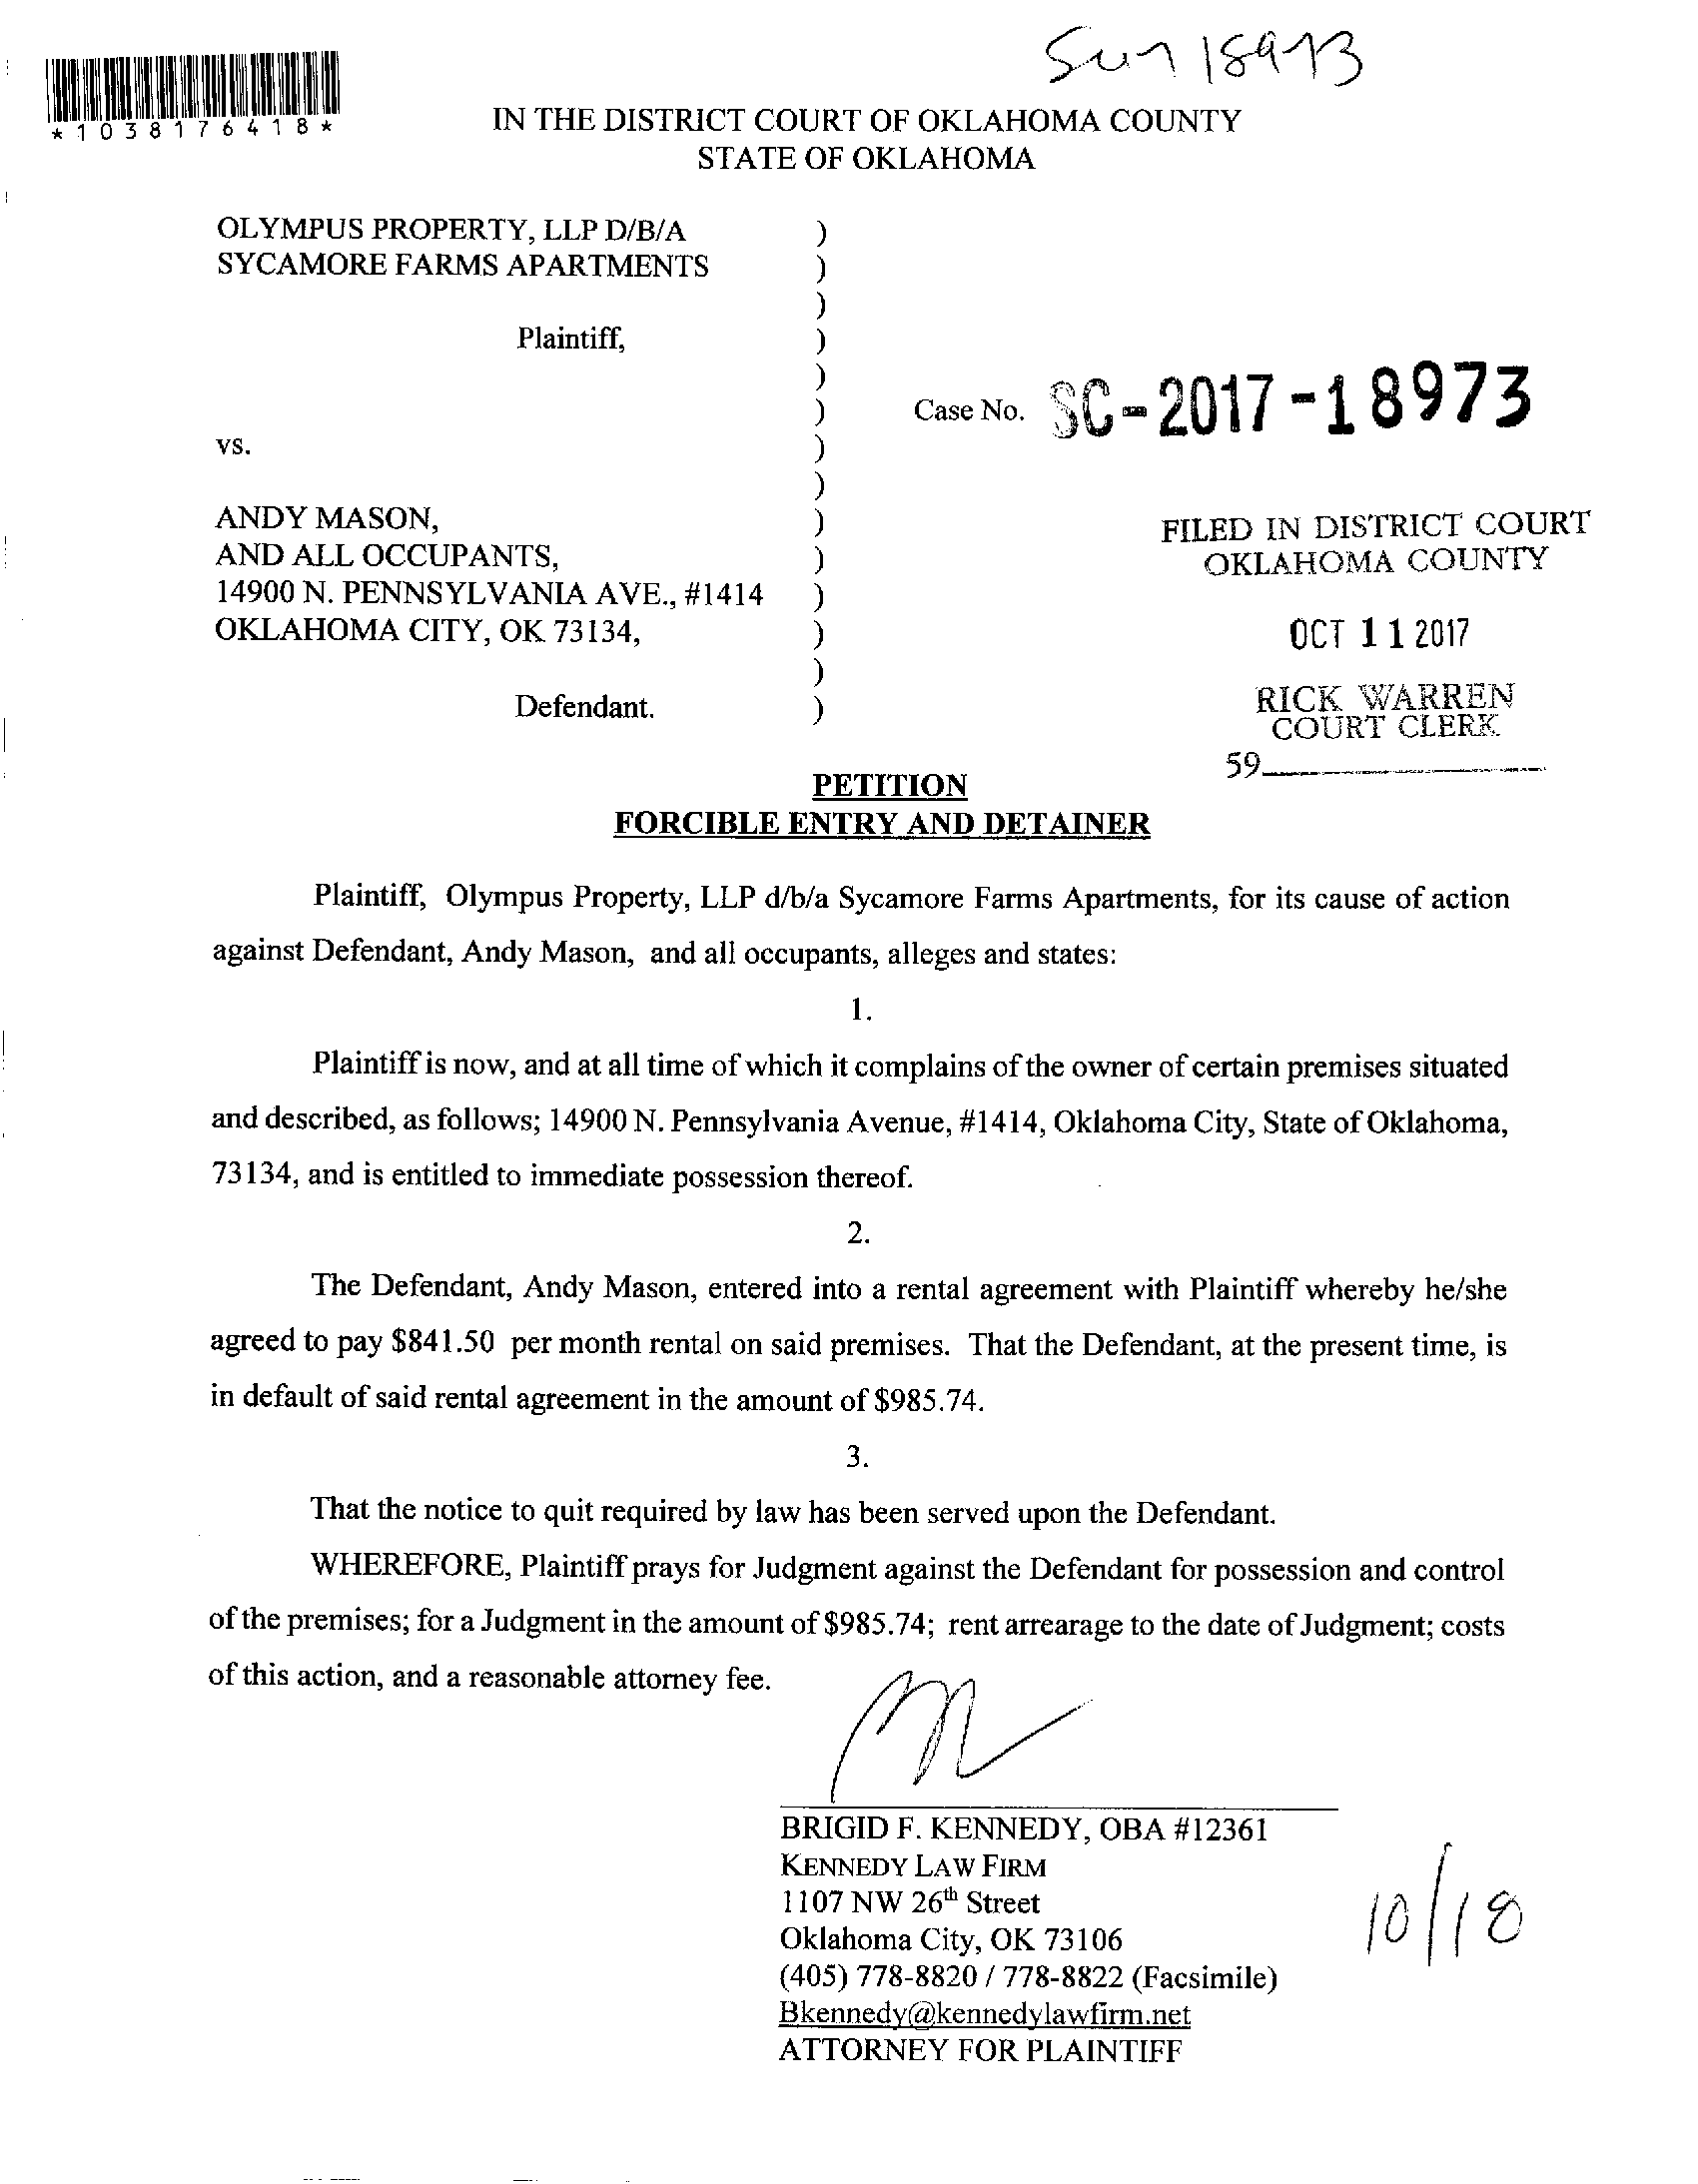 Sum 18973
*1038176418*
IN THE DISTRICT COURT OF OKLAHOMA COUNTY
STATE OF OKLAHOMA
OLYMPUS PROPERTY, LLP D/B/A )
SYCAMORE FARMS APARTMENTS )
)
Plaintiff, )
)
) Case No. SC-2017-18973
vs. )
)
ANDY MASON, )
AND ALL OCCUPANTS, )
14900 N. PENNSYLVANIA AVE., #1414 )
OKLAHOMA CITY, OK 73134, )
)
Defendant. )
FILED IN DISTRICT COURT
OKLAHOMA COUNTY
OCT 11 2017
RICK WARREN
COURT CLERK
59
PETITION
FORCIBLE ENTRY AND DETAINER
Plaintiff, Olympus Property, LLP d/b/a Sycamore Farms Apartments, for its cause of action
against Defendant, Andy Mason, and all occupants, alleges and states:
1.
Plaintiff is now, and at all time of which it complains of the owner of certain premises situated
and described, as follows; 14900 N. Pennsylvania Avenue, #1414, Oklahoma City, State of Oklahoma,
73134, and is entitled to immediate possession thereof.
2.
The Defendant, Andy Mason, entered into a rental agreement with Plaintiff whereby he/she
agreed to pay $841.50 per month rental on said premises. That the Defendant, at the present time, is
in default of said rental agreement in the amount of $985.74.
3.
That the notice to quit required by law has been served upon the Defendant.
WHEREFORE, Plaintiff prays for Judgment against the Defendant for possession and control
of the premises; for a Judgment in the amount of $985.74; rent arrearage to the date of Judgment; costs
of this action, and a reasonable attorney fee.
BRIGID F. KENNEDY, OBA #12361
KENNEDY LAW FIRM
1107 NW 26th Street
Oklahoma City, OK 73106
(405) 778-8820 / 778-8822 (Facsimile)
Bkennedy@kennedylawfirm.net
ATTORNEY FOR PLAINTIFF
10/18